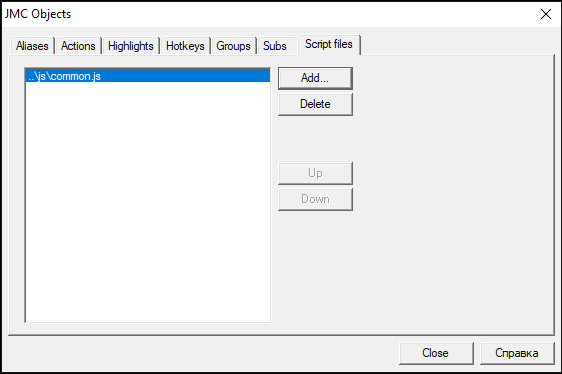 JMC Objects
Aliases Actions Highlights Hotkeys Groups Subs Script files
..\js\common.js
Add...
Delete
Up
Down
Close Справка